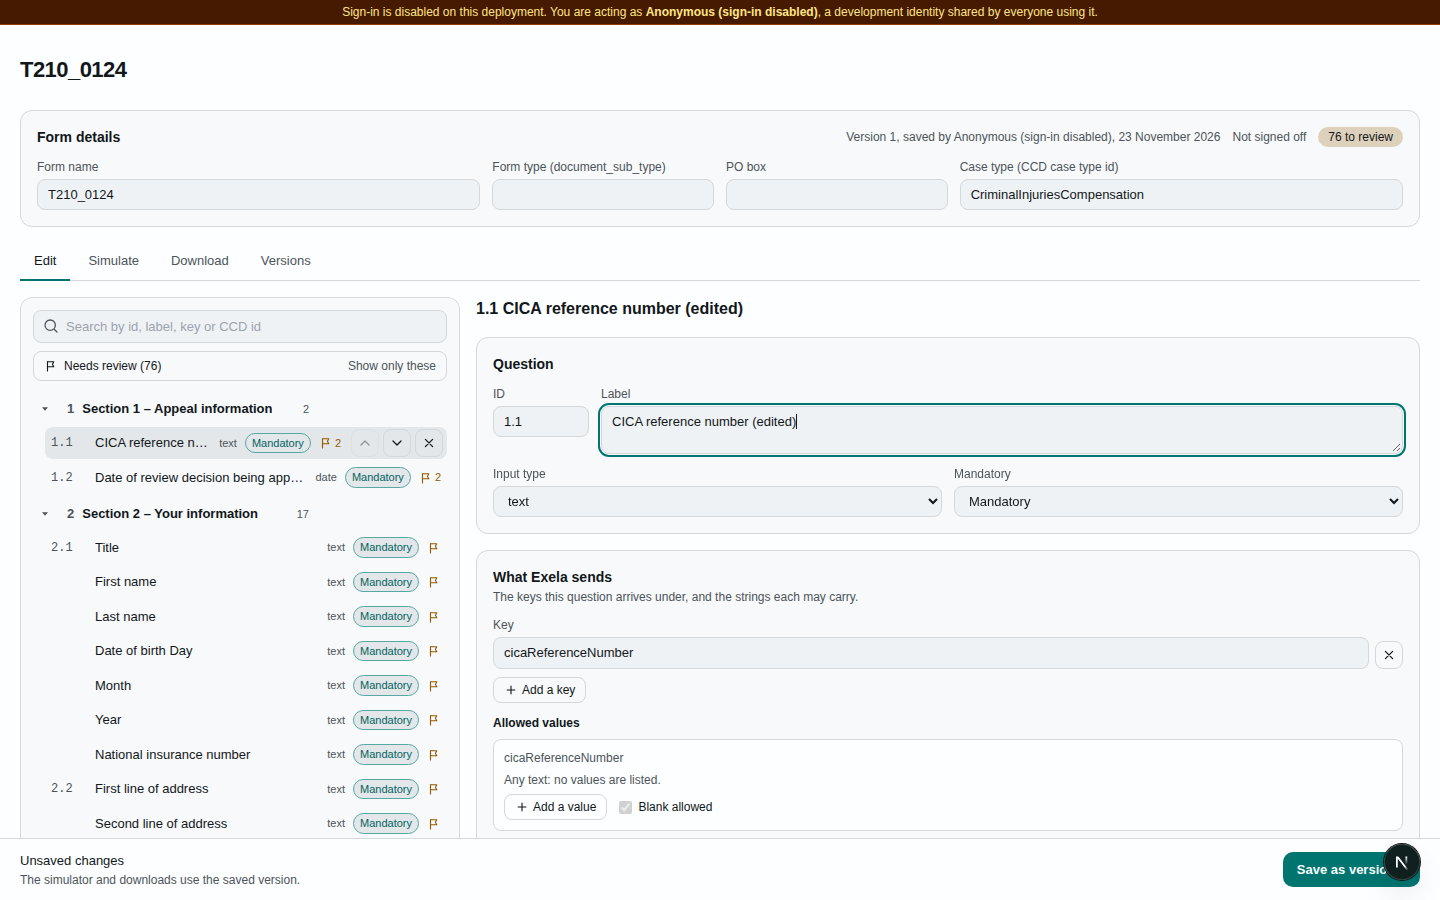 Sign-in is disabled on this deployment. You are acting as Anonymous (sign-in disabled), a development identity shared by everyone using it.
T210_0124
Form details
Version 1, saved by Anonymous (sign-in disabled), 23 November 2026 Not signed off 76 to review
Form name Form type (document_sub_type) PO box Case type (CCD case type id)
T210_0124 CriminalInjuriesCompensation
Edit Simulate Download Versions
Search by id, label, key or CCD id
Needs review (76) Show only these
1 Section 1 – Appeal information 2
1.1 CICA reference n… text Mandatory 2
1.2 Date of review decision being app… date Mandatory 2
2 Section 2 – Your information 17
2.1 Title text Mandatory
First name text Mandatory
Last name text Mandatory
Date of birth Day text Mandatory
Month text Mandatory
Year text Mandatory
National insurance number text Mandatory
2.2 First line of address text Mandatory
Second line of address text Mandatory
1.1 CICA reference number (edited)
Question
ID Label
1.1 CICA reference number (edited)
Input type Mandatory
text Mandatory
What Exela sends
The keys this question arrives under, and the strings each may carry.
Key
cicaReferenceNumber
Add a key
Allowed values
cicaReferenceNumber
Any text: no values are listed.
Add a value Blank allowed
Unsaved changes
The simulator and downloads use the saved version.
Save as